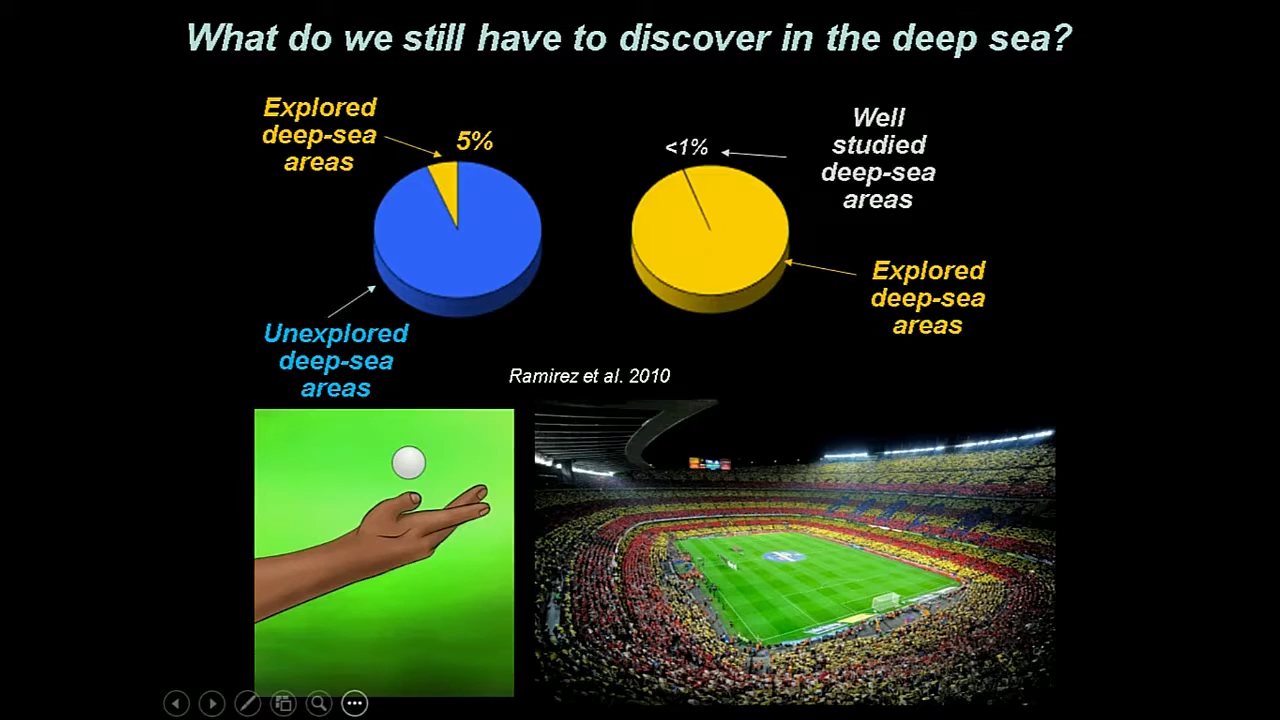 What do we still have to discover in the deep sea?
Explored
deep-sea
areas
5%
Unexplored
deep-sea
areas
<1%
Well
studied
deep-sea
areas
Explored
deep-sea
areas
Ramirez et al. 2010